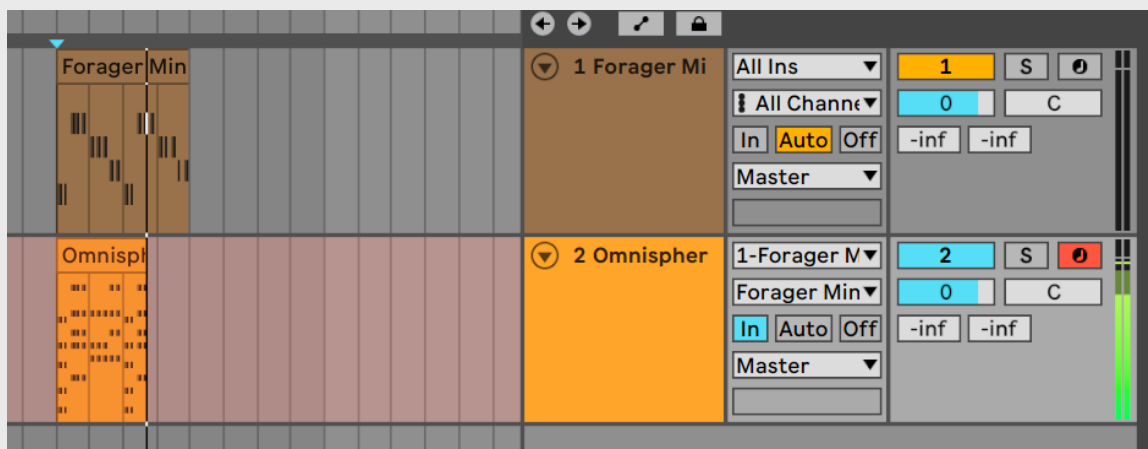 Forager Min
1 Forager Mi
All Ins
1
S
All Channe
0
C
In Auto Off
-inf -inf
Master
Omnisph
2 Omnispher
1-Forager M
2
S
Forager Min
0
C
In Auto Off
-inf -inf
Master